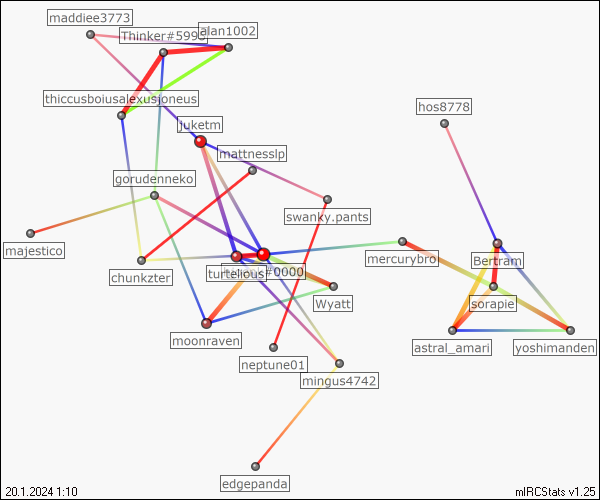 maddiee3773
Thinker#5993
alan1002
thiccusboiusalexusjoneus
hos8778
juketm
mattnesslp
gorudenneko
swanky.pants
majestico
mercurybro
Bertram
chunkzter
turtelious
#0000
Wyatt
sorapie
moonraven
astral_amari
yoshimanden
neptune01
mingus4742
edgepanda
20.1.2024 1:10
mIRCStats v1.25